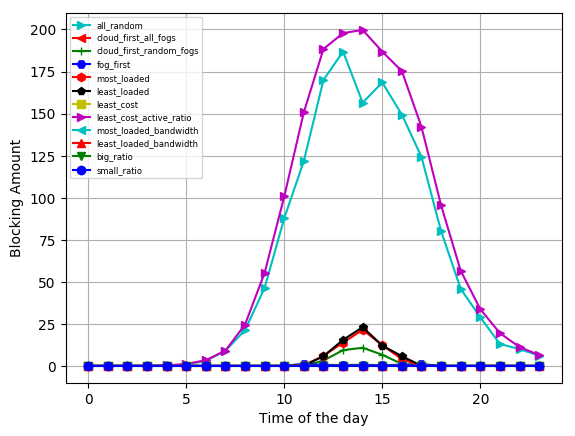 all_random
cloud_first_all_fogs
cloud_first_random_fogs
fog_first
most_loaded
least_loaded
least_cost
least_cost_active_ratio
most_loaded_bandwidth
least_loaded_bandwidth
big_ratio
small_ratio
200
175
150
125
100
75
50
25
0
Blocking Amount
0 5 10 15 20
Time of the day